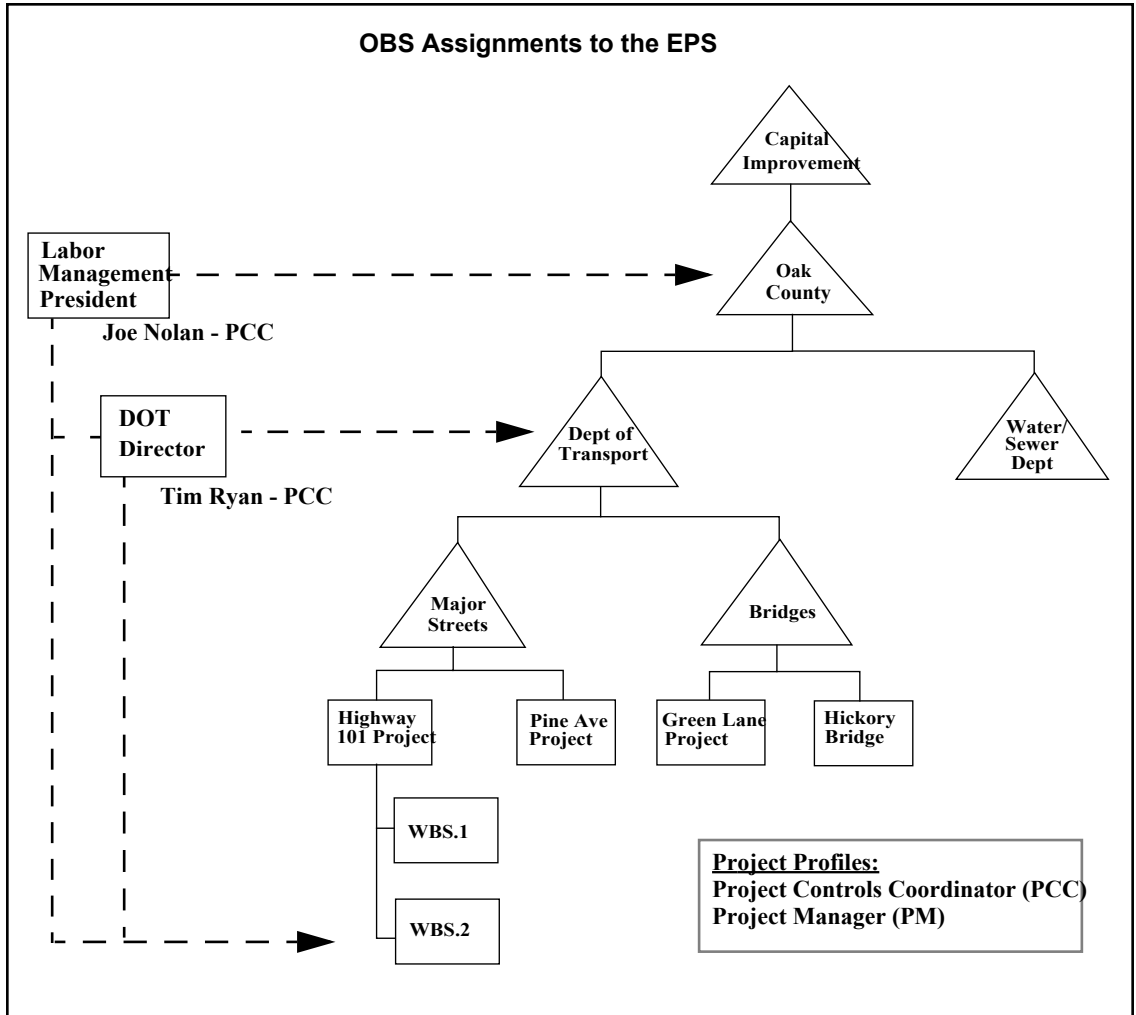 OBS Assignments to the EPS
Capital
Improvement
Labor
Management
President
Oak
County
Joe Nolan - PCC
DOT
Director
Dept of
Transport
Water/
Sewer
Dept
Tim Ryan - PCC
Major
Streets
Bridges
Highway
101 Project
Pine Ave
Project
Green Lane
Project
Hickory
Bridge
WBS.1
WBS.2
Project Profiles:
Project Controls Coordinator (PCC)
Project Manager (PM)